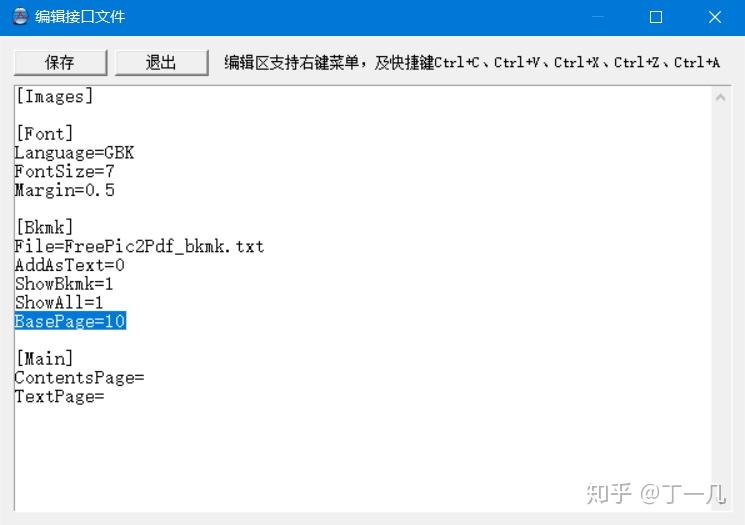 编辑接口文件
保存 退出 编辑区支持右键菜单，及快捷键Ctrl+C、Ctrl+V、Ctrl+X、Ctrl+Z、Ctrl+A
[Images]
[Font]
Language=GBK
FontSize=7
Margin=0.5
[Bkmk]
File=FreePic2Pdf_bkmk.txt
AddAsText=0
ShowBkmk=1
ShowAll=1
BasePage=10
[Main]
ContentsPage=
TextPage=
知乎 @丁一几